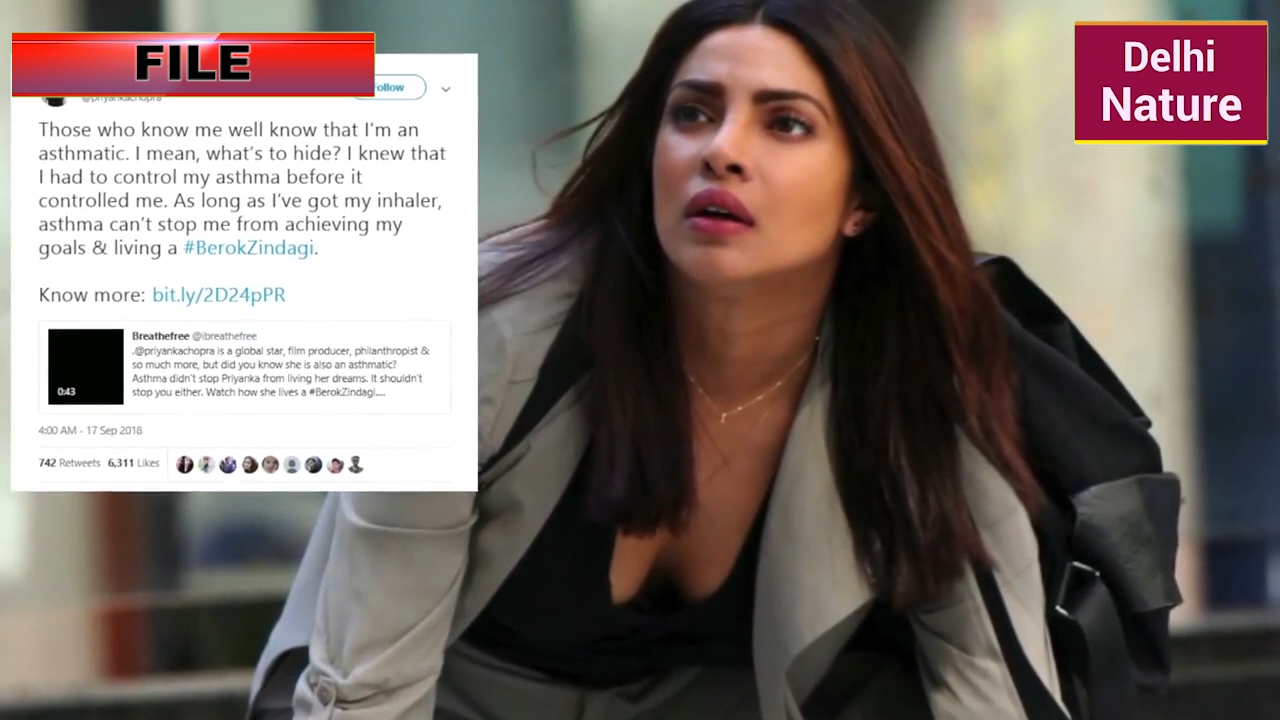 FILE
Delhi
Nature
@priyankachopra
Follow
Those who know me well know that I'm an
asthmatic. I mean, what's to hide? I knew that
I had to control my asthma before it
controlled me. As long as I've got my inhaler,
asthma can't stop me from achieving my
goals & living a #BerokZindagi.
Know more: bit.ly/2D24pPR
Breathefree @ibreathefree
.@priyankachopra is a global star, film producer, philanthropist &
so much more, but did you know she is also an asthmatic?
Asthma didn't stop Priyanka from living her dreams. It shouldn't
stop you either. Watch how she lives a #BerokZindagi....
0:43
4:00 AM - 17 Sep 2018
742 Retweets 6,311 Likes